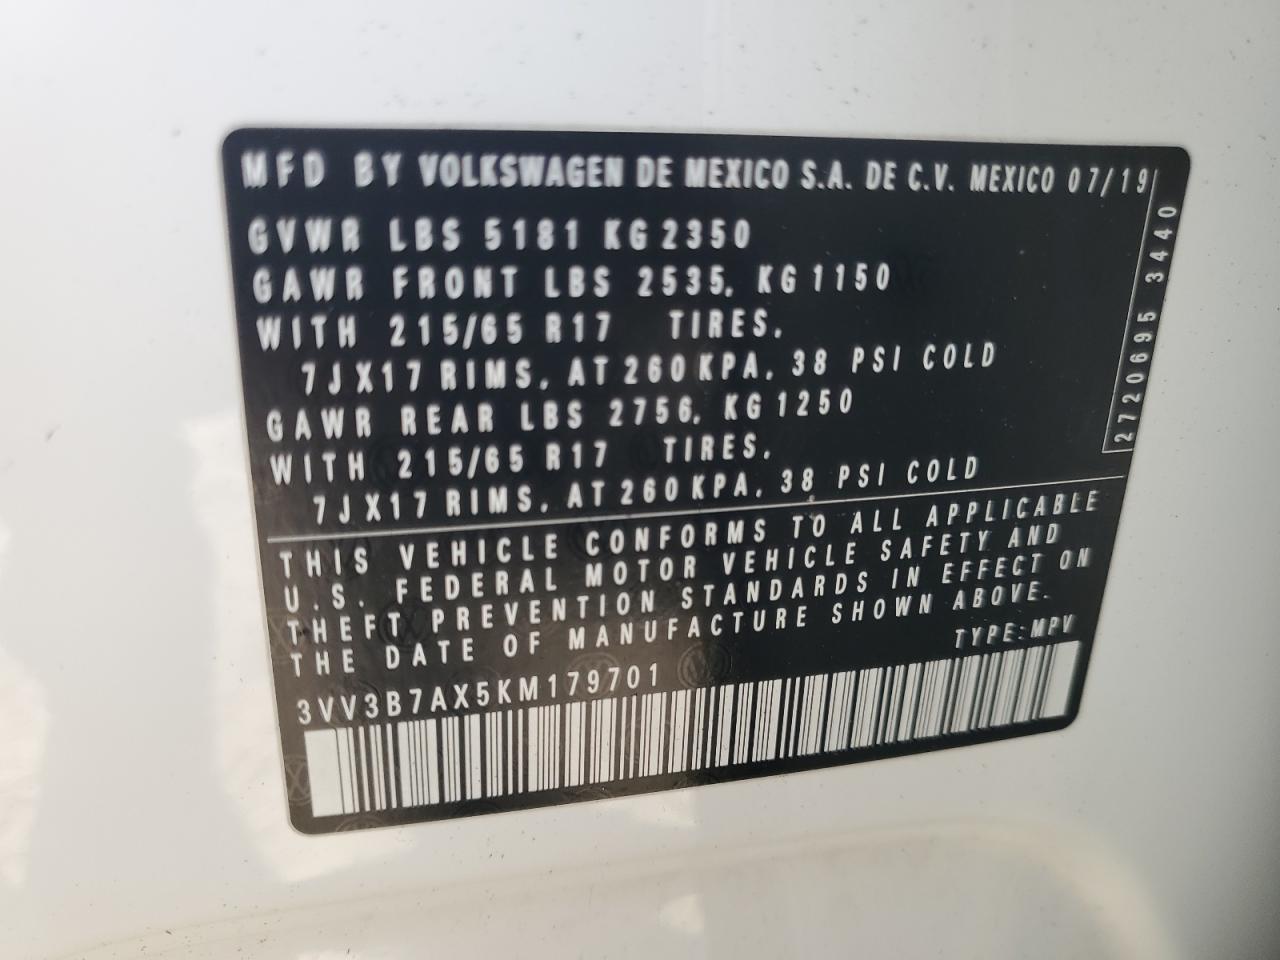 MFD BY VOLKSWAGEN DE MEXICO S.A. DE C.V. MEXICO 07/19
GVWR LBS 5181 KG 2350
GAWR FRONT LBS 2535, KG 1150
WITH 215/65 R17 TIRES,
7JX17 RIMS, AT 260 KPA, 38 PSI COLD
GAWR REAR LBS 2756, KG 1250
WITH 215/65 R17 TIRES,
7JX17 RIMS, AT 260 KPA, 38 PSI COLD
2720695 3440
THIS VEHICLE CONFORMS TO ALL APPLICABLE
U.S. FEDERAL MOTOR VEHICLE SAFETY AND
THEFT PREVENTION STANDARDS IN EFFECT ON
THE DATE OF MANUFACTURE SHOWN ABOVE.
TYPE: MPV
3VV3B7AX5KM179701